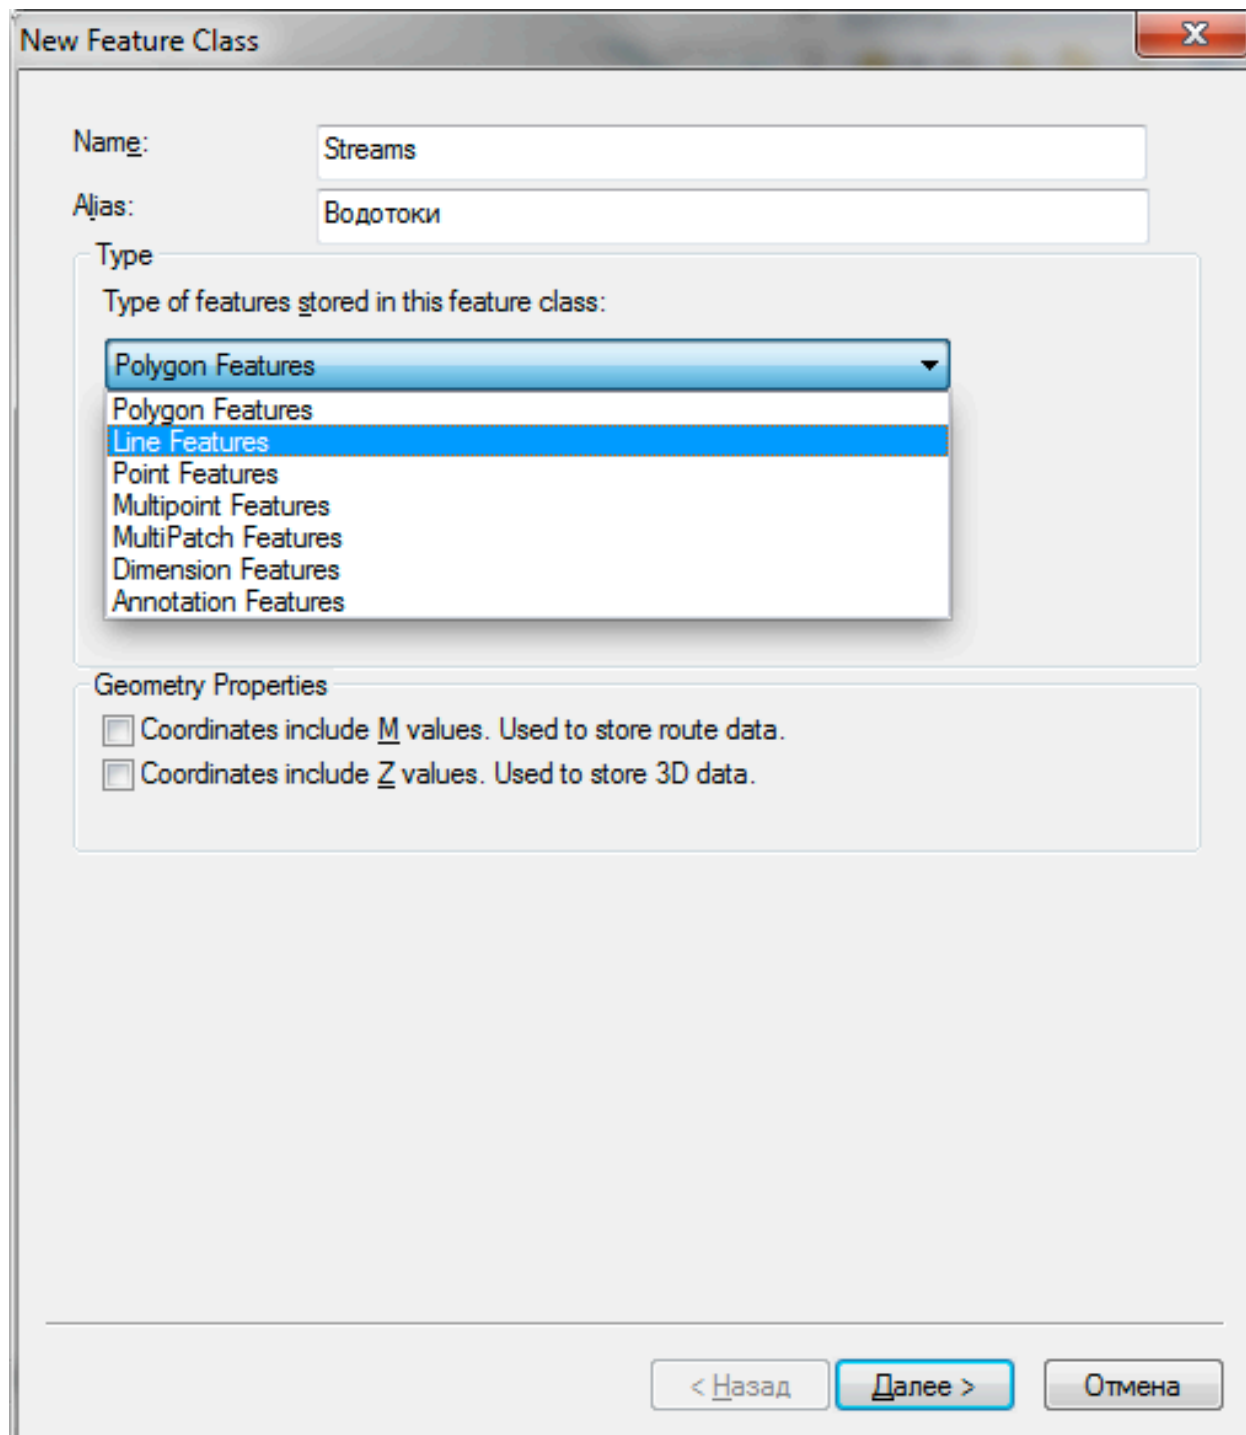 New Feature Class
Name:
Streams
Alias:
Водотоки
Type
Type of features stored in this feature class:
Polygon Features
Polygon Features
Line Features
Point Features
Multipoint Features
MultiPatch Features
Dimension Features
Annotation Features
Geometry Properties
Coordinates include M values. Used to store route data.
Coordinates include Z values. Used to store 3D data.
< Назад
Далее >
Отмена